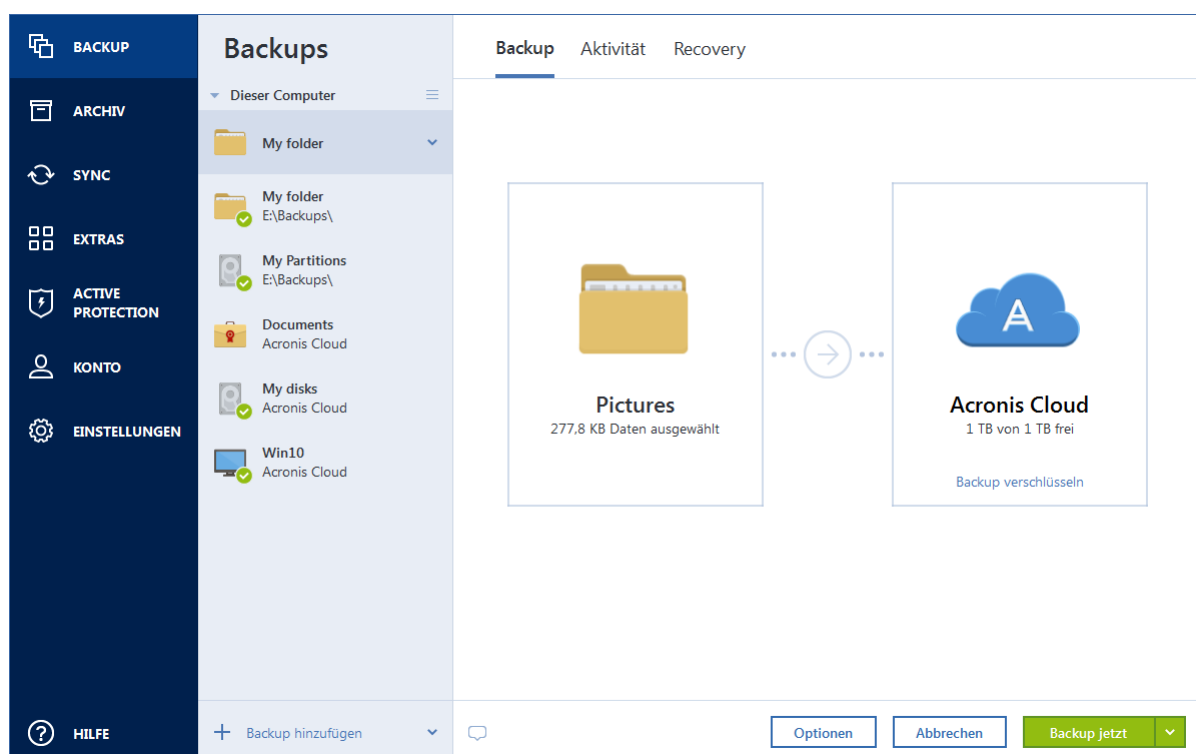 BACKUP
ARCHIV
SYNC
EXTRAS
ACTIVE
PROTECTION
KONTO
EINSTELLUNGEN
HILFE
Backups
Dieser Computer
My folder
My folder
E:\Backups\
My Partitions
E:\Backups\
Documents
Acronis Cloud
My disks
Acronis Cloud
Win10
Acronis Cloud
Backup hinzufügen
Backup Aktivität Recovery
Pictures
277,8 KB Daten ausgewählt
Acronis Cloud
1 TB von 1 TB frei
Backup verschlüsseln
Optionen
Abbrechen
Backup jetzt